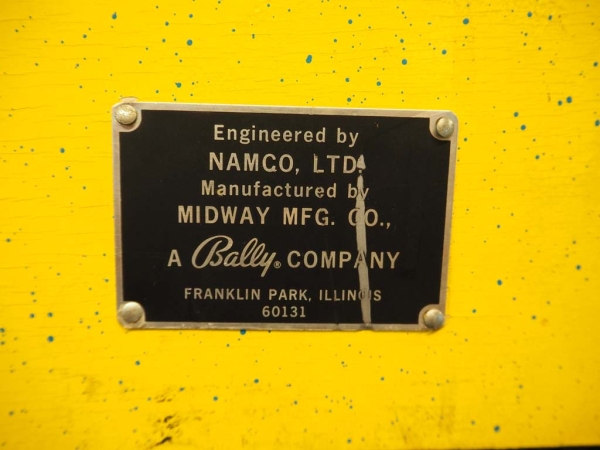 Engineered by
NAMCO, LTD.
Manufactured by
MIDWAY MFG. CO.,
A Bally® COMPANY
FRANKLIN PARK, ILLINOIS
60131